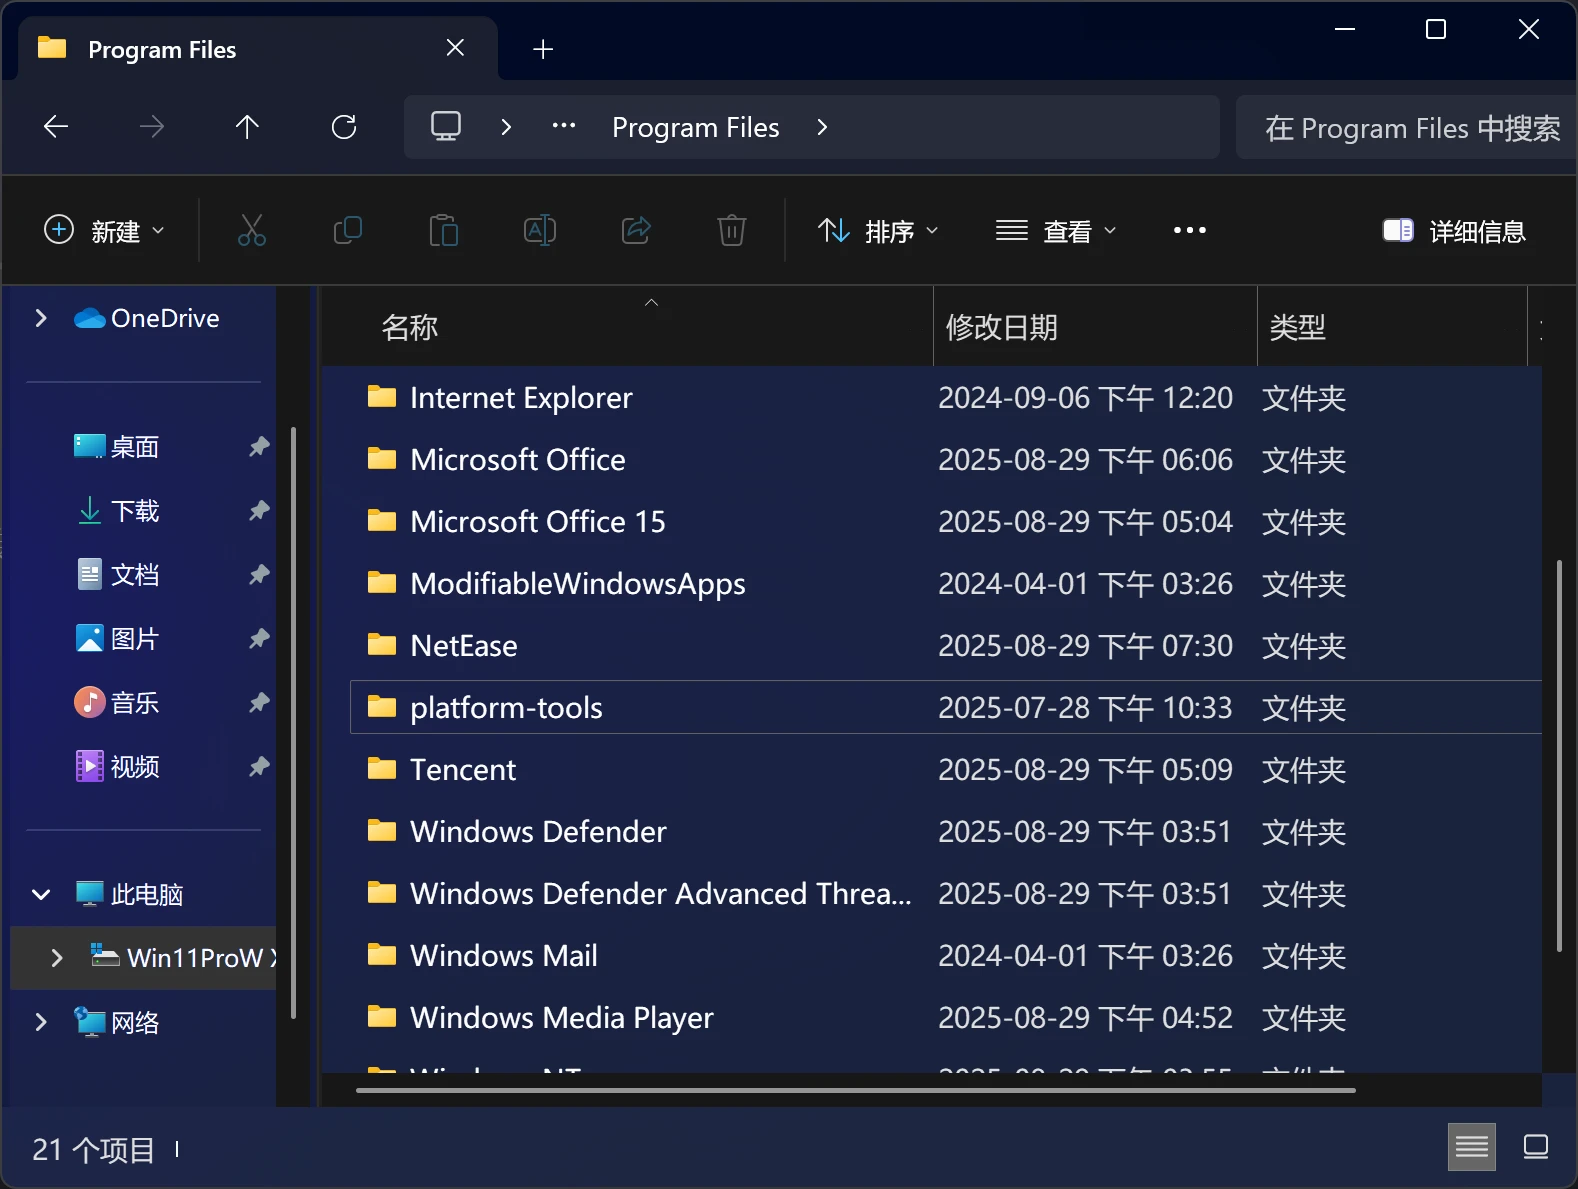 Program Files
Program Files
在 Program Files 中搜索
新建
排序
查看
详细信息
OneDrive
桌面
下载
文档
图片
音乐
视频
此电脑
Win11ProW X
网络
名称 修改日期 类型
Internet Explorer 2024-09-06 下午 12:20 文件夹
Microsoft Office 2025-08-29 下午 06:06 文件夹
Microsoft Office 15 2025-08-29 下午 05:04 文件夹
ModifiableWindowsApps 2024-04-01 下午 03:26 文件夹
NetEase 2025-08-29 下午 07:30 文件夹
platform-tools 2025-07-28 下午 10:33 文件夹
Tencent 2025-08-29 下午 05:09 文件夹
Windows Defender 2025-08-29 下午 03:51 文件夹
Windows Defender Advanced Threa... 2025-08-29 下午 03:51 文件夹
Windows Mail 2024-04-01 下午 03:26 文件夹
Windows Media Player 2025-08-29 下午 04:52 文件夹
Windows NT
21 个项目